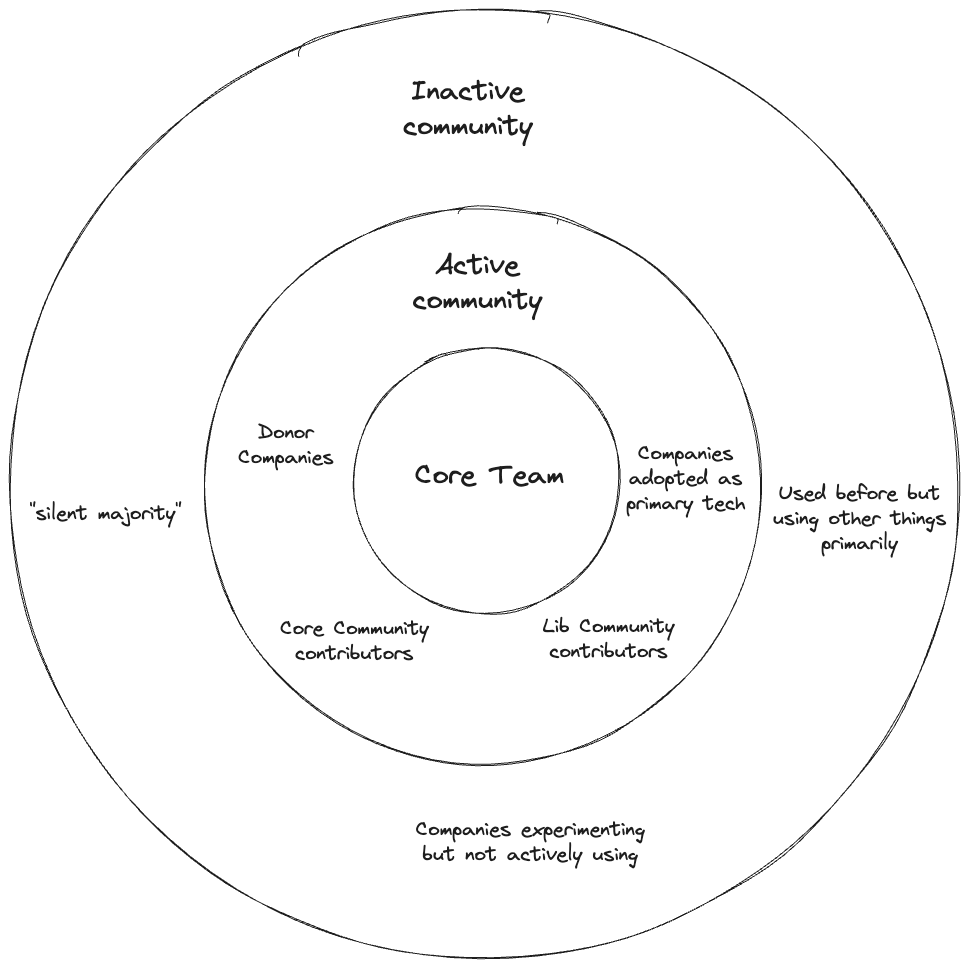 Inactive
community
Active
community
Donor
Companies
Core Team
Companies
adopted as
primary tech
"silent majority"
Used before but
using other things
primarily
Core Community
contributors
Lib Community
contributors
Companies experimenting
but not actively using